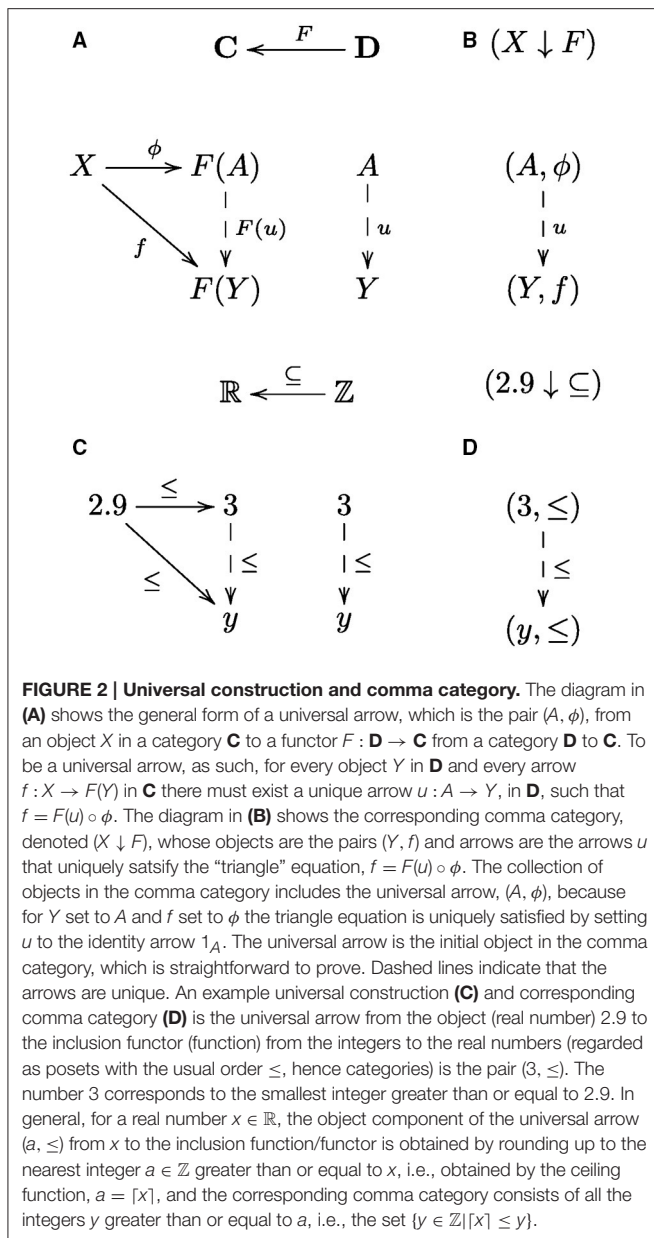 A C F D B (X ↓ F)
X ϕ F(A) A (A, ϕ)
f F(u) u u
F(Y) Y (Y, f)
ℝ ⊆ ℤ (2.9 ↓ ⊆)
C D
2.9 ≤ 3 3 (3, ≤)
≤ ≤ ≤ ≤
y y (y, ≤)
FIGURE 2 | Universal construction and comma category. The diagram in
(A) shows the general form of a universal arrow, which is the pair (A, ϕ), from
an object X in a category C to a functor F : D → C from a category D to C. To
be a universal arrow, as such, for every object Y in D and every arrow
f : X → F(Y) in C there must exist a unique arrow u : A → Y, in D, such that
f = F(u) ∘ ϕ. The diagram in (B) shows the corresponding comma category,
denoted (X ↓ F), whose objects are the pairs (Y, f) and arrows are the arrows u
that uniquely satsify the “triangle” equation, f = F(u) ∘ ϕ. The collection of
objects in the comma category includes the universal arrow, (A, ϕ), because
for Y set to A and f set to ϕ the triangle equation is uniquely satisfied by setting
u to the identity arrow 1_A. The universal arrow is the initial object in the comma
category, which is straightforward to prove. Dashed lines indicate that the
arrows are unique. An example universal construction (C) and corresponding
comma category (D) is the universal arrow from the object (real number) 2.9 to
the inclusion functor (function) from the integers to the real numbers (regarded
as posets with the usual order ≤, hence categories) is the pair (3, ≤). The
number 3 corresponds to the smallest integer greater than or equal to 2.9. In
general, for a real number x ∈ ℝ, the object component of the universal arrow
(a, ≤) from x to the inclusion function/functor is obtained by rounding up to the
nearest integer a ∈ ℤ greater than or equal to x, i.e., obtained by the ceiling
function, a = ⌈x⌉, and the corresponding comma category consists of all the
integers y greater than or equal to a, i.e., the set {y ∈ ℤ|⌈x⌉ ≤ y}.